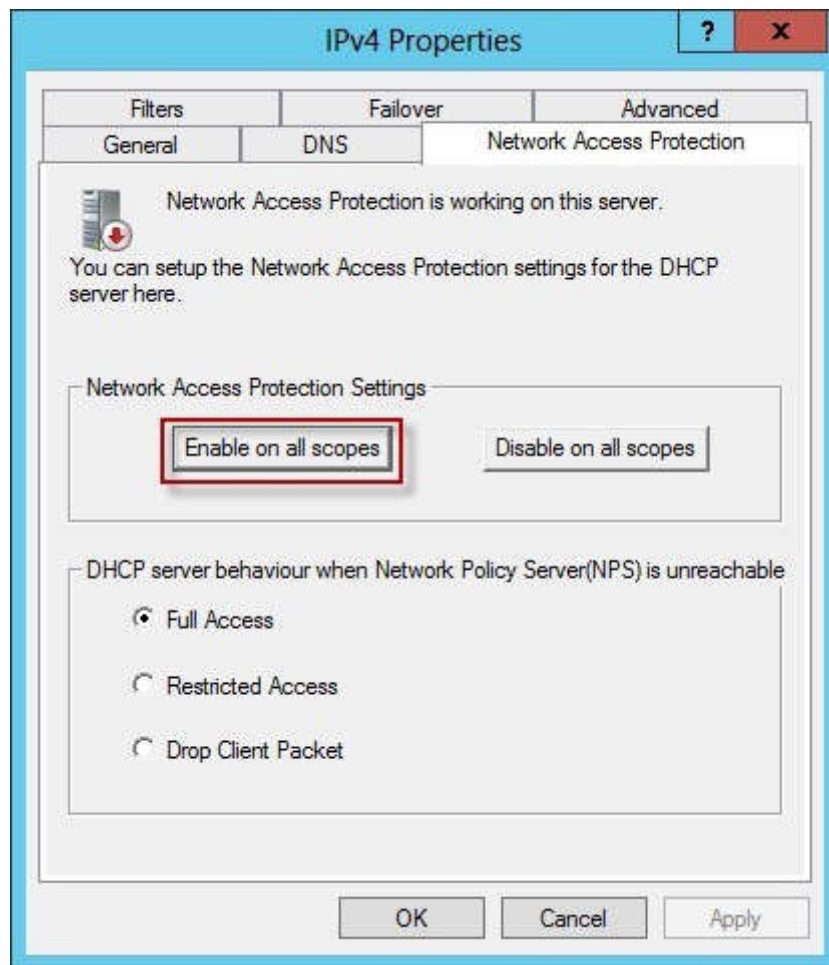 IPv4 Properties
?
x
Filters
Failover
Advanced
General
DNS
Network Access Protection
Network Access Protection is working on this server.
You can setup the Network Access Protection settings for the DHCP
server here.
Network Access Protection Settings
Enable on all scopes
Disable on all scopes
DHCP server behaviour when Network Policy Server(NPS) is unreachable
Full Access
Restricted Access
Drop Client Packet
OK
Cancel
Apply